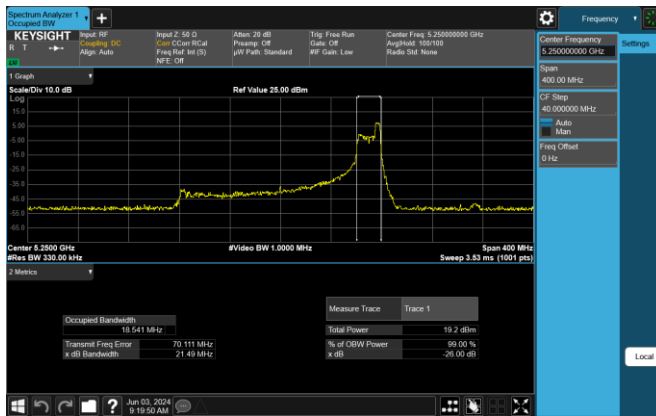 Spectrum Analyzer 1
Occupied BW
Frequency
KEYSIGHT
R T
Input: RF
Coupling: DC
Align: Auto
Input Z: 50 Ω
Corr CCorr RCal
Freq Ref: Int (S)
NFE: Off
Atten: 20 dB
Preamp: Off
µW Path: Standard
Trig: Free Run
Gate: Off
#IF Gain: Low
Center Freq: 5.250000000 GHz
Avg|Hold: 100/100
Radio Std: None
Center Frequency
5.250000000 GHz
Settings
Span
400.00 MHz
CF Step
40.000000 MHz
Auto
Man
Freq Offset
0 Hz
1 Graph
Scale/Div 10.0 dB
Ref Value 25.00 dBm
Log
15.0
5.00
-5.00
-15.0
-25.0
-35.0
-45.0
-55.0
-65.0
Center 5.2500 GHz
#Video BW 1.0000 MHz
Span 400 MHz
#Res BW 330.00 kHz
Sweep 3.53 ms (1001 pts)
2 Metrics
Measure Trace Trace 1
Occupied Bandwidth
18.541 MHz
Total Power 19.2 dBm
Transmit Freq Error 70.111 MHz
% of OBW Power 99.00 %
x dB Bandwidth 21.49 MHz
x dB -26.00 dB
Local
?
Jun 03, 2024
9:19:50 AM